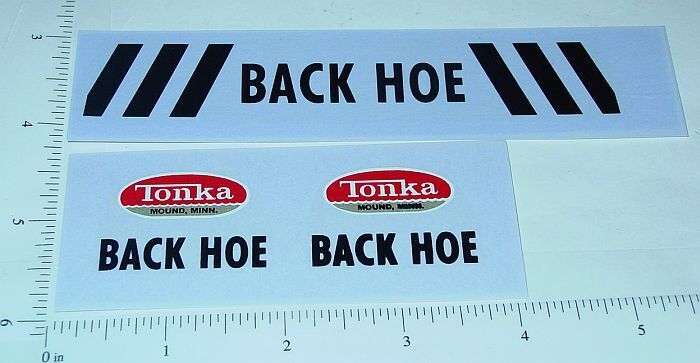 BACK HOE
Tonka
MOUND, MINN.
BACK HOE
Tonka
MOUND, MINN.
BACK HOE
3
4
5
6
0 in
1
2
3
4
5